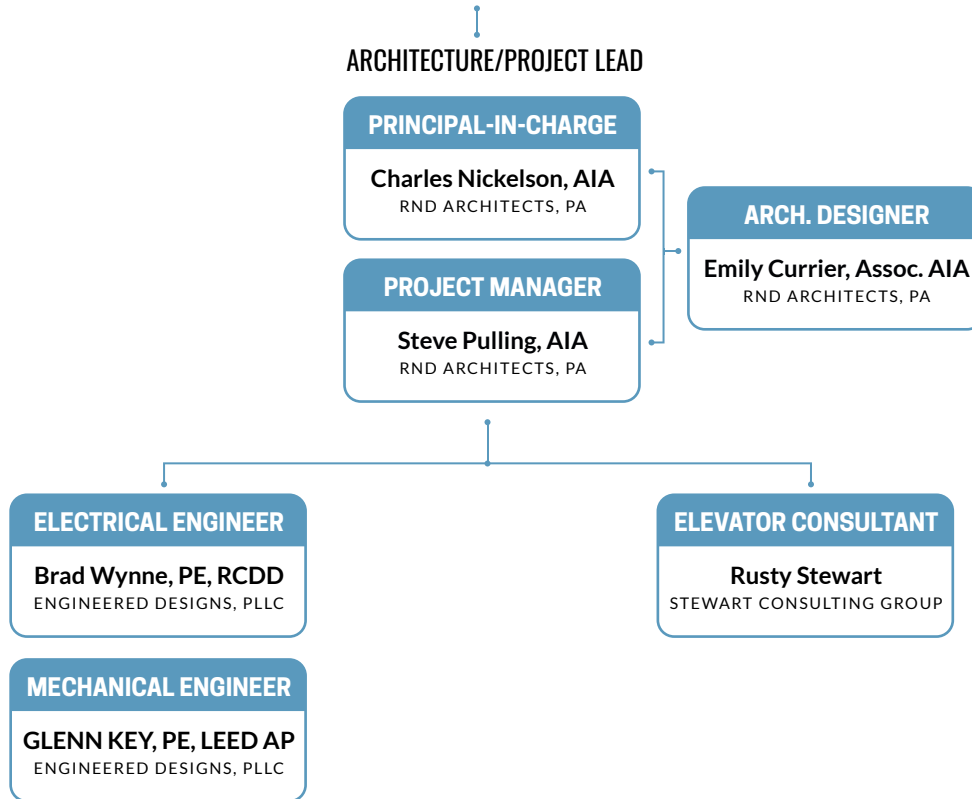 ARCHITECTURE/PROJECT LEAD
PRINCIPAL-IN-CHARGE
Charles Nickelson, AIA
RND ARCHITECTS, PA
ARCH. DESIGNER
Emily Currier, Assoc. AIA
RND ARCHITECTS, PA
PROJECT MANAGER
Steve Pulling, AIA
RND ARCHITECTS, PA
ELECTRICAL ENGINEER
Brad Wynne, PE, RCDD
ENGINEERED DESIGNS, PLLC
ELEVATOR CONSULTANT
Rusty Stewart
STEWART CONSULTING GROUP
MECHANICAL ENGINEER
GLENN KEY, PE, LEED AP
ENGINEERED DESIGNS, PLLC